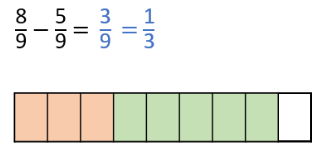 8/9 − 5/9 = 3/9 = 1/3